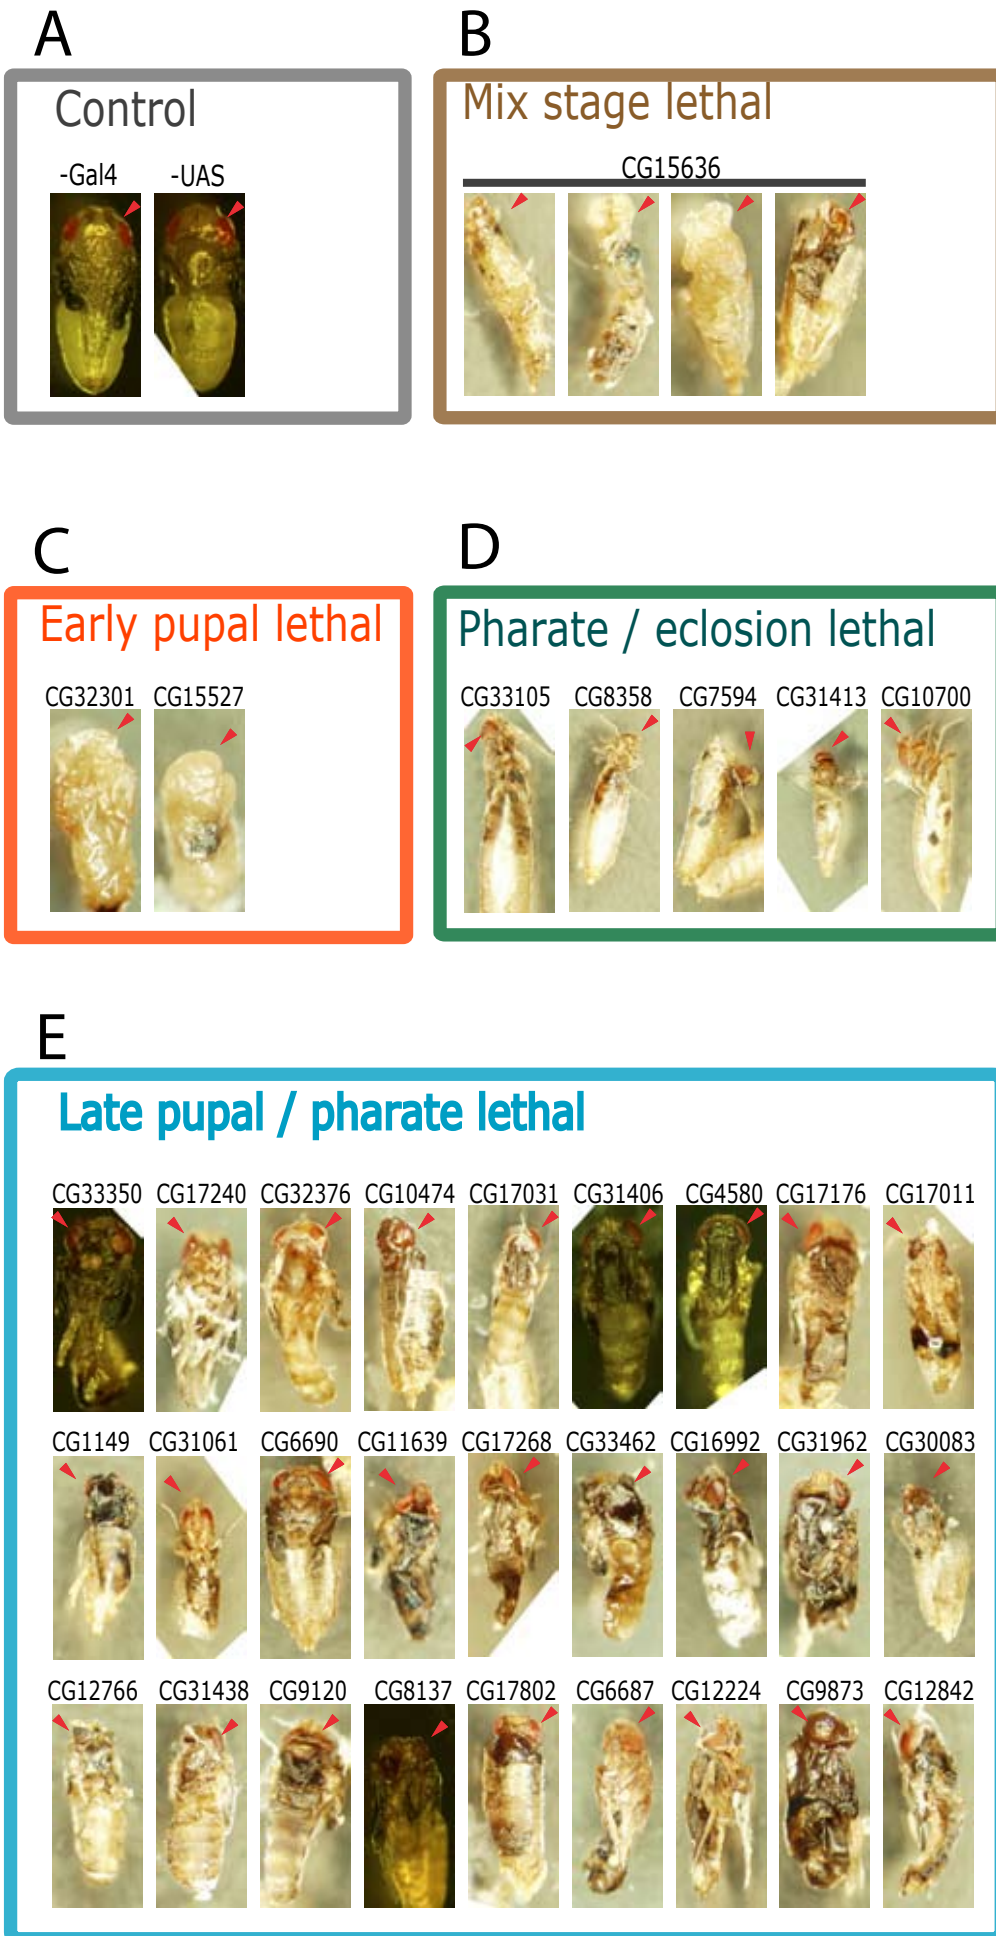 A
B
Control
Mix stage lethal
-Gal4 -UAS
CG15636
C
D
Early pupal lethal
Pharate / eclosion lethal
CG32301 CG15527
CG33105 CG8358 CG7594 CG31413 CG10700
E
Late pupal / pharate lethal
CG33350 CG17240 CG32376 CG10474 CG17031 CG31406 CG4580 CG17176 CG17011
CG1149 CG31061 CG6690 CG11639 CG17268 CG33462 CG16992 CG31962 CG30083
CG12766 CG31438 CG9120 CG8137 CG17802 CG6687 CG12224 CG9873 CG12842